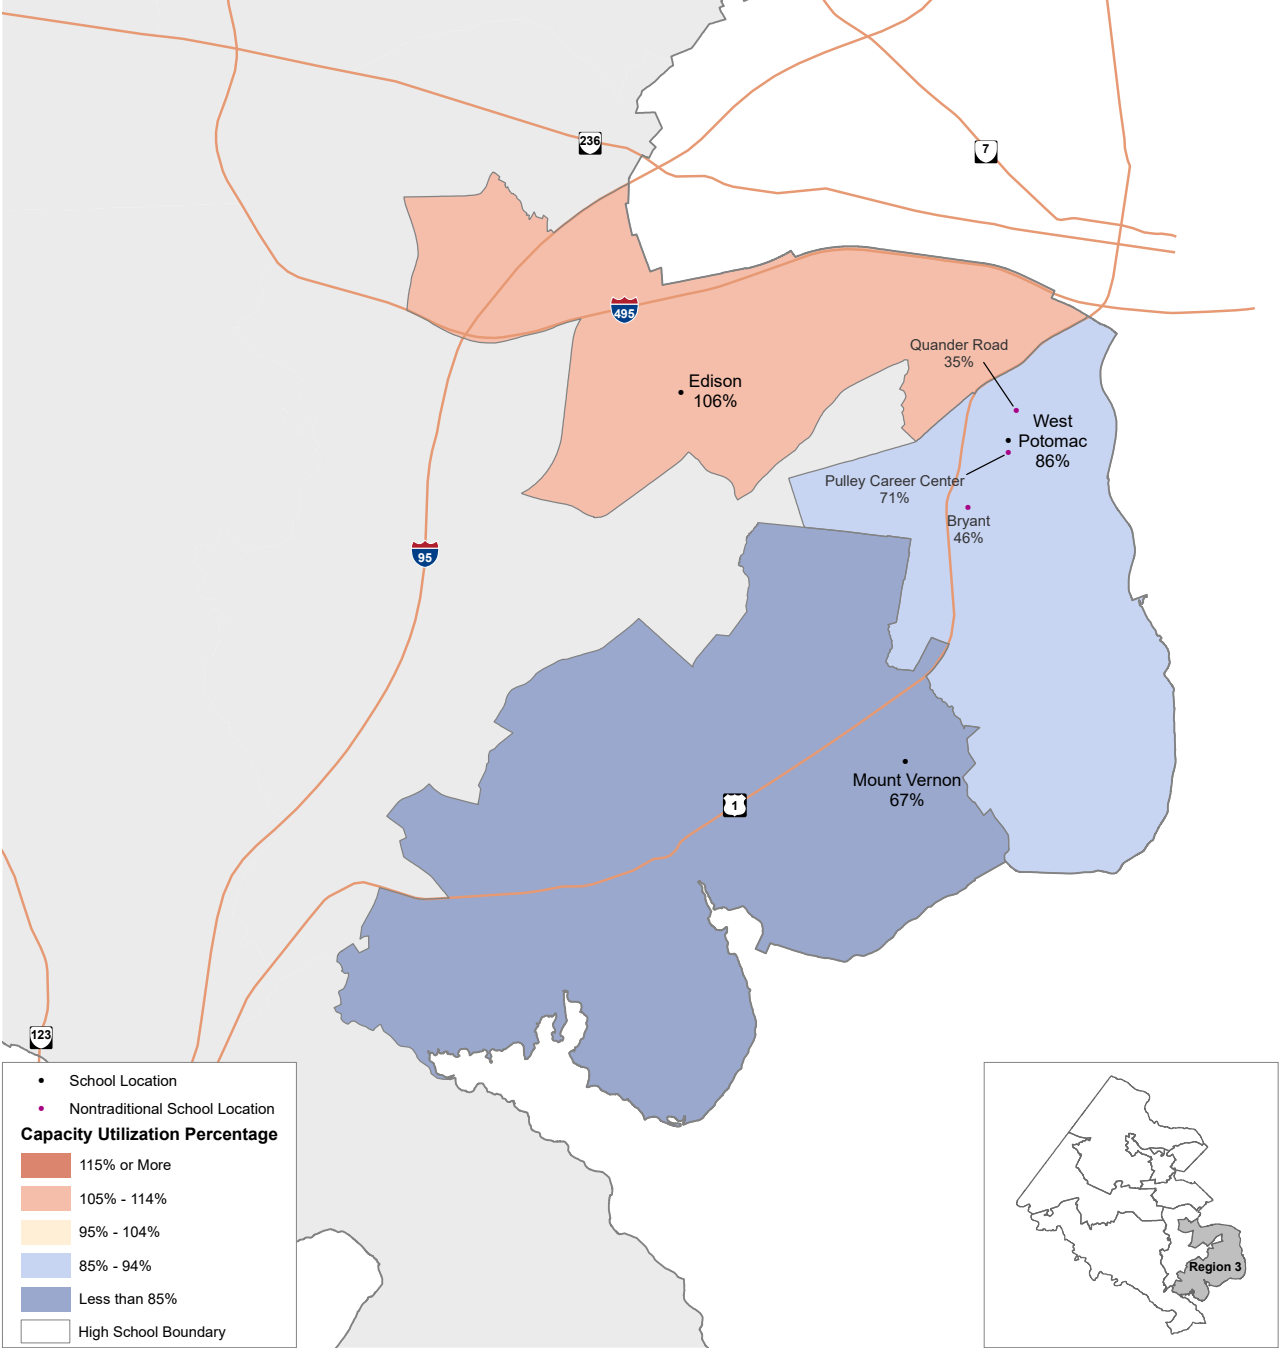 236
7
495
Quander Road
35%
Edison
106%
West
Potomac
86%
Pulley Career Center
71%
Bryant
46%
95
Mount Vernon
67%
1
123
School Location
Nontraditional School Location
Capacity Utilization Percentage
115% or More
105% - 114%
95% - 104%
85% - 94%
Less than 85%
High School Boundary
Region 3